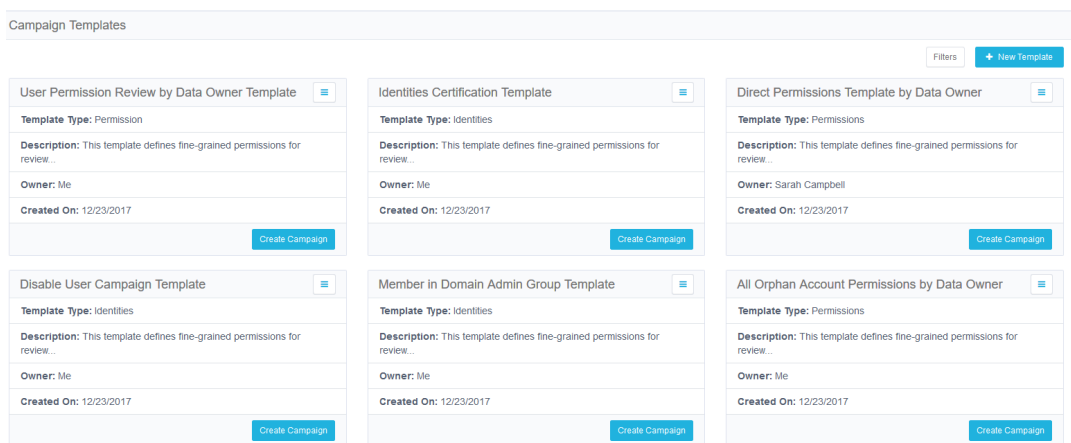 Campaign Templates
Filters
+ New Template
User Permission Review by Data Owner Template
Template Type: Permission
Description: This template defines fine-grained permissions for
review...
Owner: Me
Created On: 12/23/2017
Create Campaign
Identities Certification Template
Template Type: Identities
Description: This template defines fine-grained permissions for
review...
Owner: Me
Created On: 12/23/2017
Create Campaign
Direct Permissions Template by Data Owner
Template Type: Permissions
Description: This template defines fine-grained permissions for
review...
Owner: Sarah Campbell
Created On: 12/23/2017
Create Campaign
Disable User Campaign Template
Template Type: Identities
Description: This template defines fine-grained permissions for
review...
Owner: Me
Created On: 12/23/2017
Create Campaign
Member in Domain Admin Group Template
Template Type: Identities
Description: This template defines fine-grained permissions for
review...
Owner: Me
Created On: 12/23/2017
Create Campaign
All Orphan Account Permissions by Data Owner
Template Type: Permissions
Description: This template defines fine-grained permissions for
review...
Owner: Me
Created On: 12/23/2017
Create Campaign